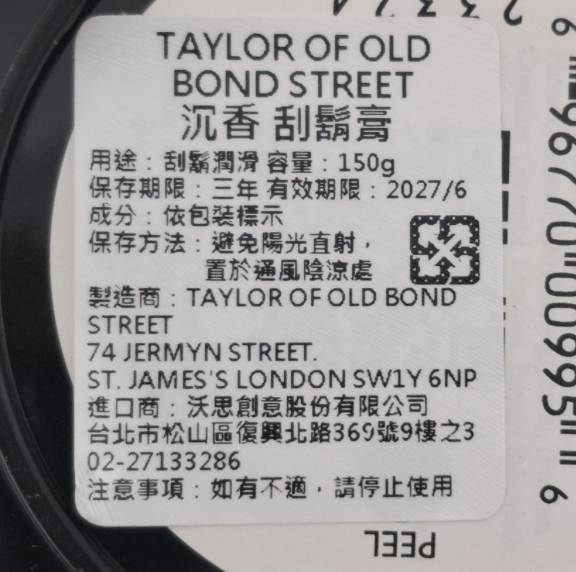 TAYLOR OF OLD
BOND STREET
沉香 刮鬍膏
用途：刮鬍潤滑 容量：150g
保存期限：三年 有效期限：2027/6
成分：依包裝標示
保存方法：避免陽光直射，
置於通風陰涼處
製造商：TAYLOR OF OLD BOND
STREET
74 JERMYN STREET.
ST. JAMES'S LONDON SW1Y 6NP
進口商：沃思創意股份有限公司
台北市松山區復興北路369號9樓之3
02-27133286
注意事項：如有不適，請停止使用
PEEL